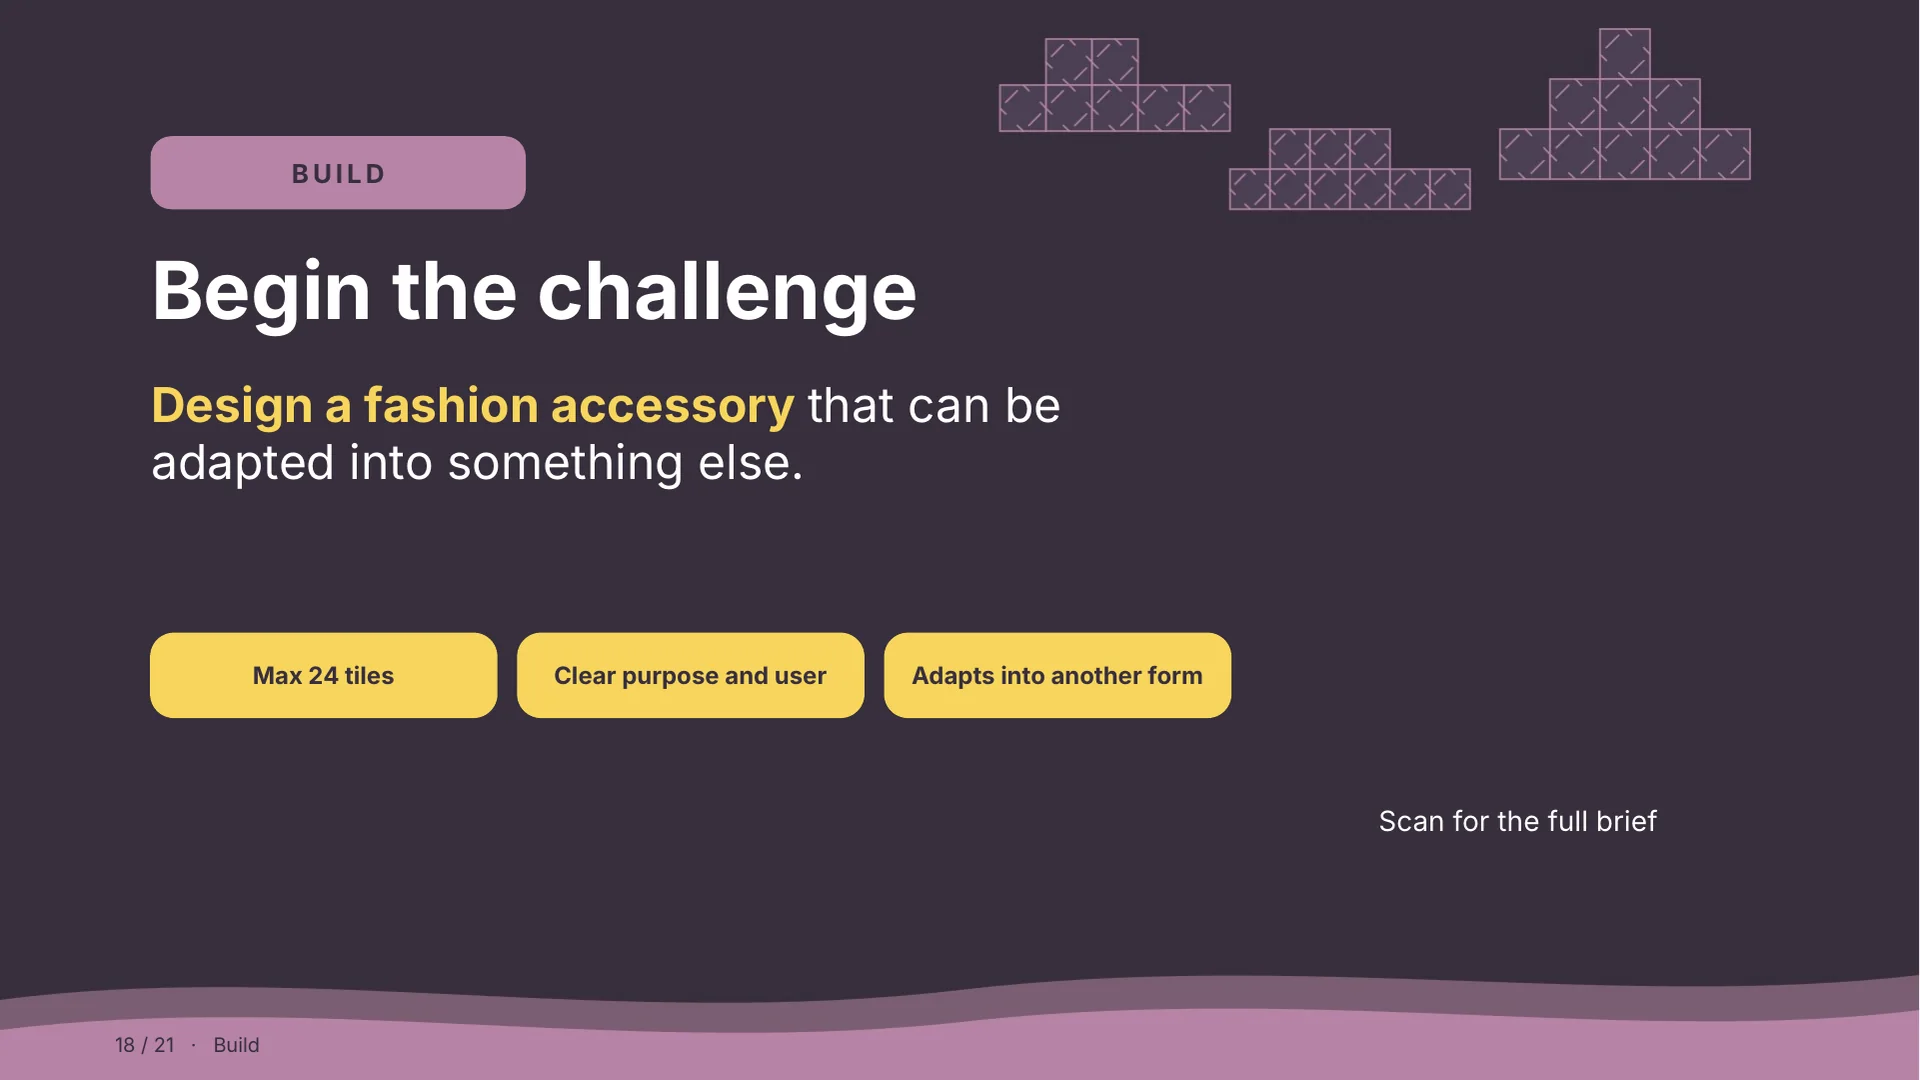 BUILD
Begin the challenge
Design a fashion accessory that can be
adapted into something else.
Max 24 tiles
Clear purpose and user
Adapts into another form
Scan for the full brief
18 / 21 · Build